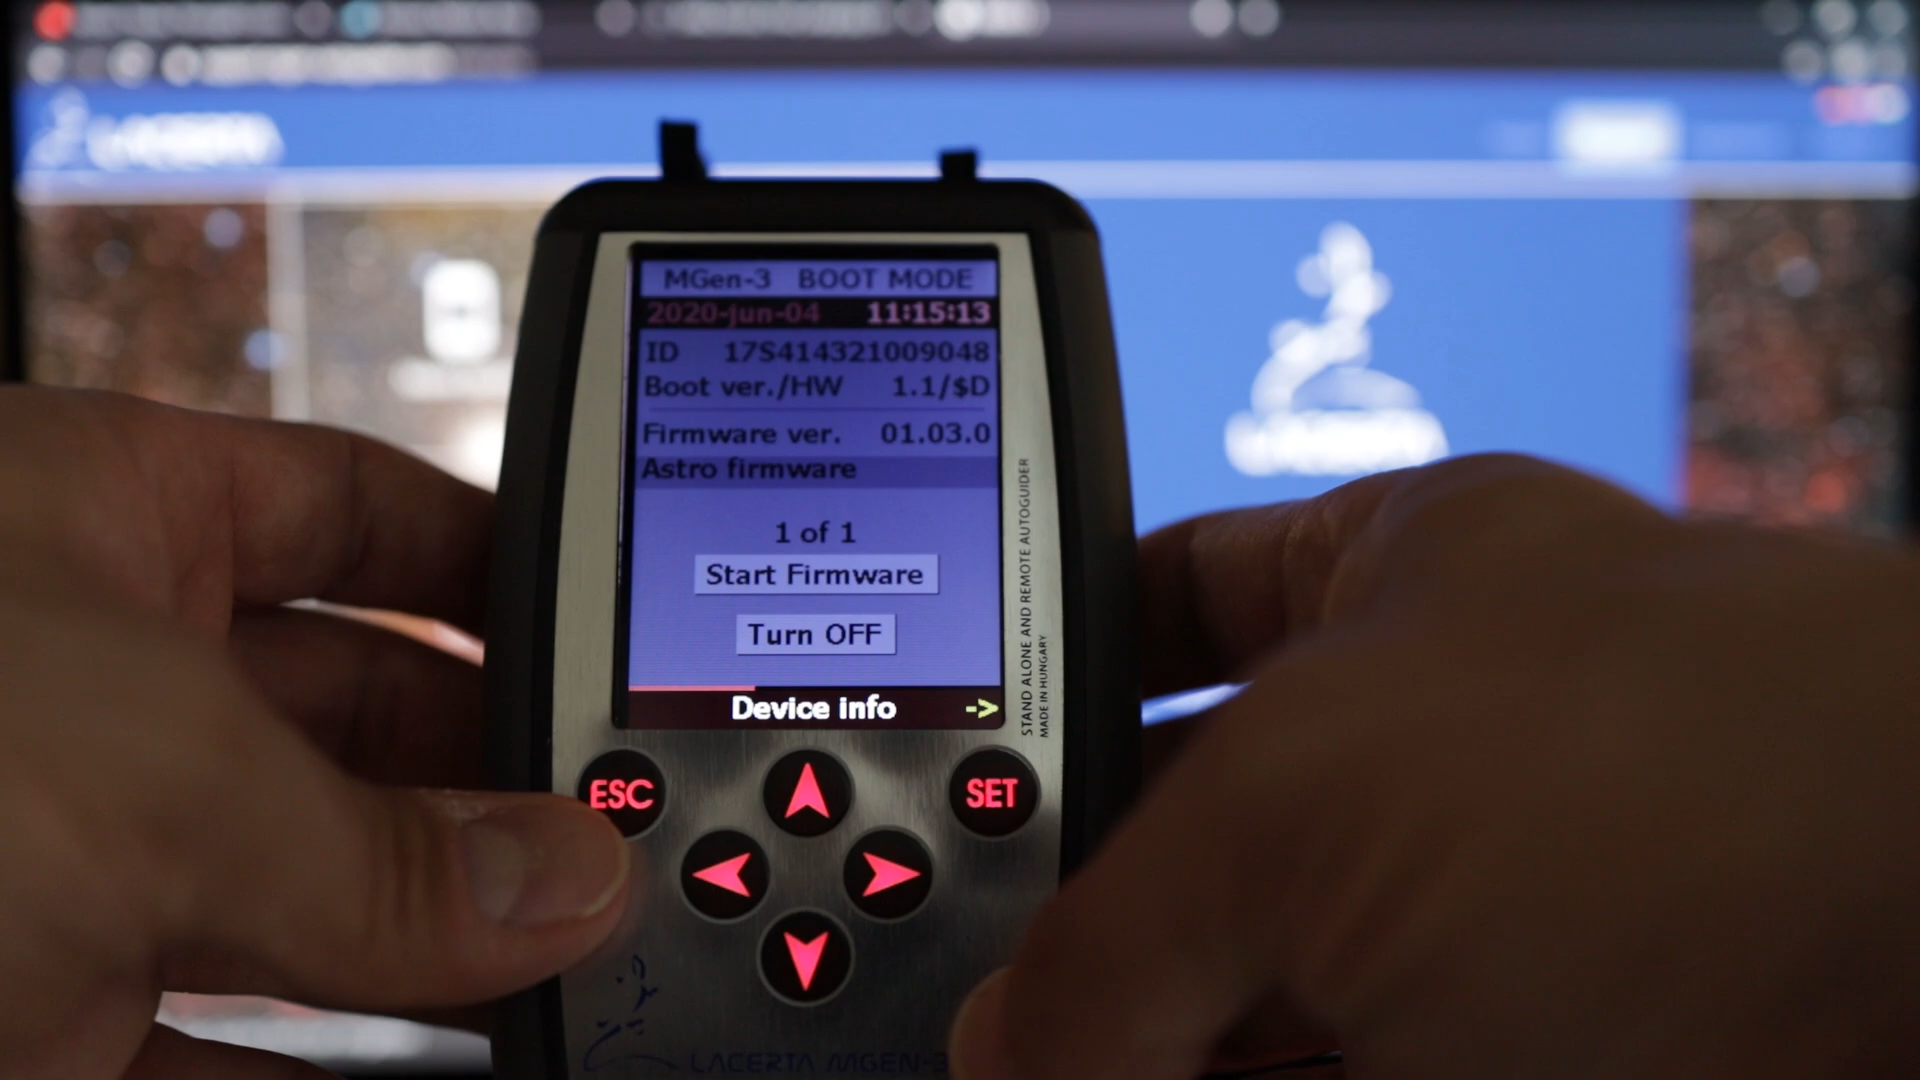 LACERTA
MGen-3 BOOT MODE
2020-Jun-04 11:15:13
ID 17S414321009048
Boot ver./HW 1.1/$D
Firmware ver. 01.03.0
Astro firmware
1 of 1
Start Firmware
Turn OFF
Device info ->
STAND ALONE AND REMOTE AUTOGUIDER
MADE IN HUNGARY
ESC
SET
LACERTA MGEN-3